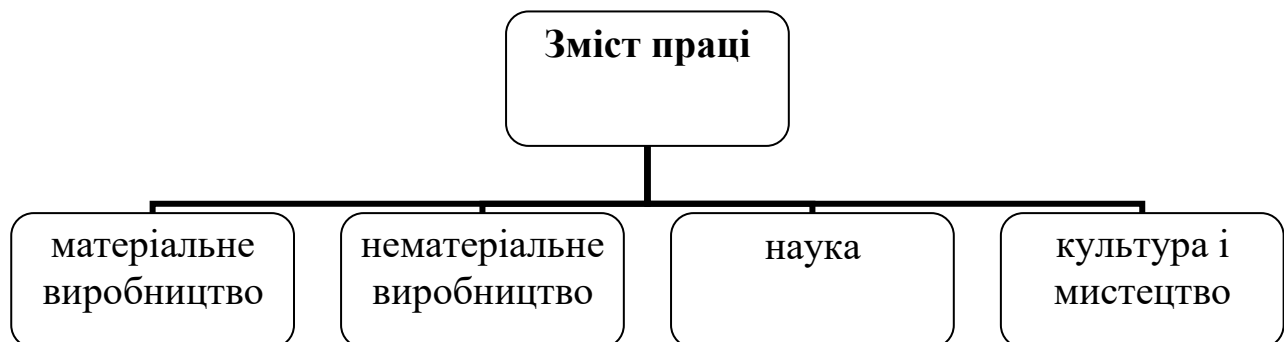 Зміст праці
матеріальне
виробництво
нематеріальне
виробництво
наука
культура і
мистецтво